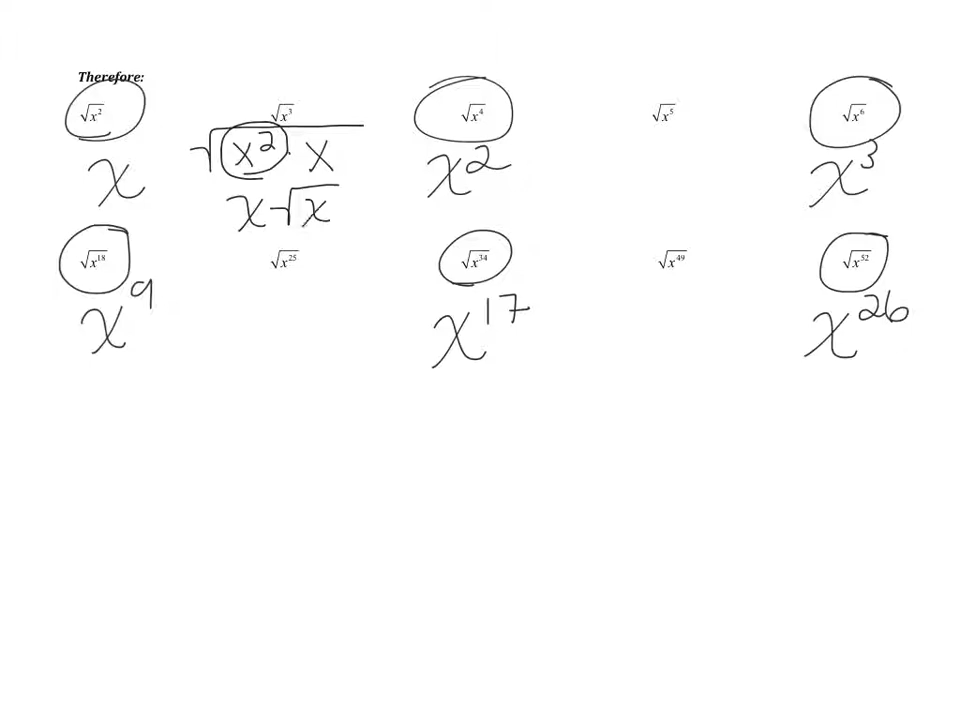 Therefore:
√x² √x³ √x⁴ √x⁵ √x⁶
x √x²·x x² x³
x√x
√x¹⁸ √x²⁵ √x³⁴ √x⁴⁹ √x⁵²
x⁹ x¹⁷ x²⁶